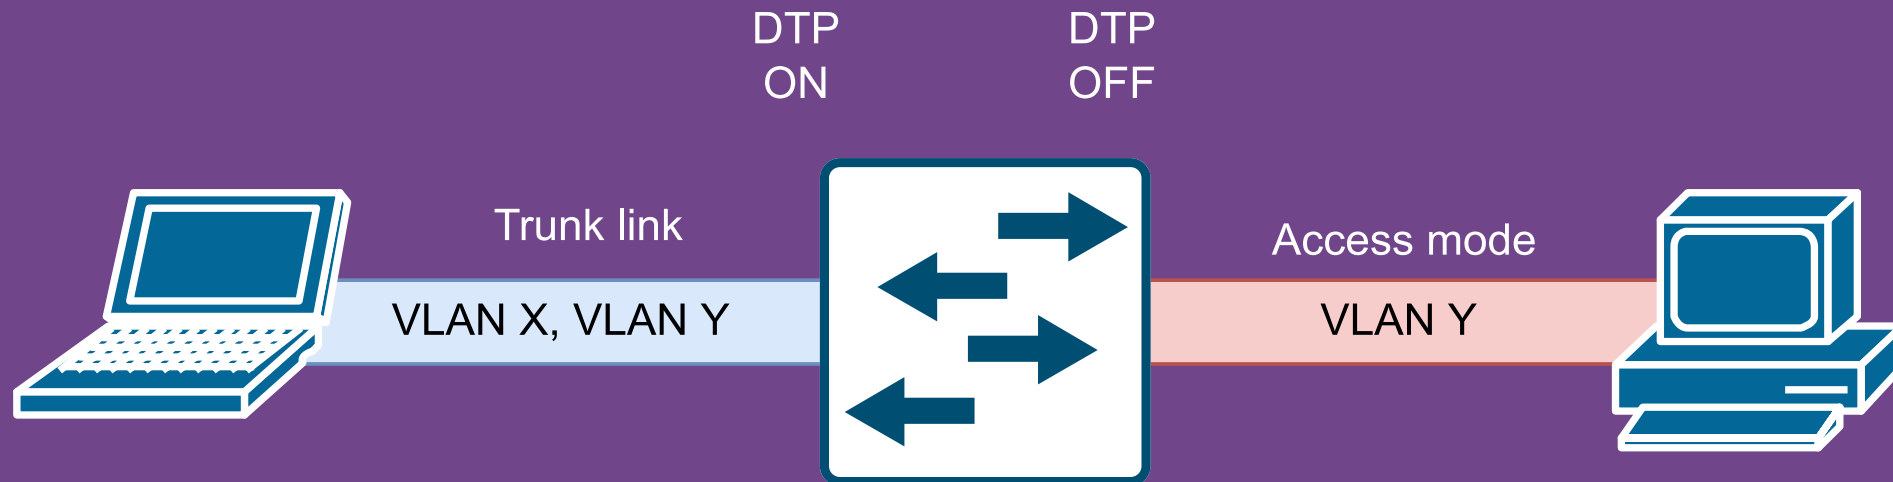 DTP
ON
DTP
OFF
Trunk link
Access mode
VLAN X, VLAN Y
VLAN Y